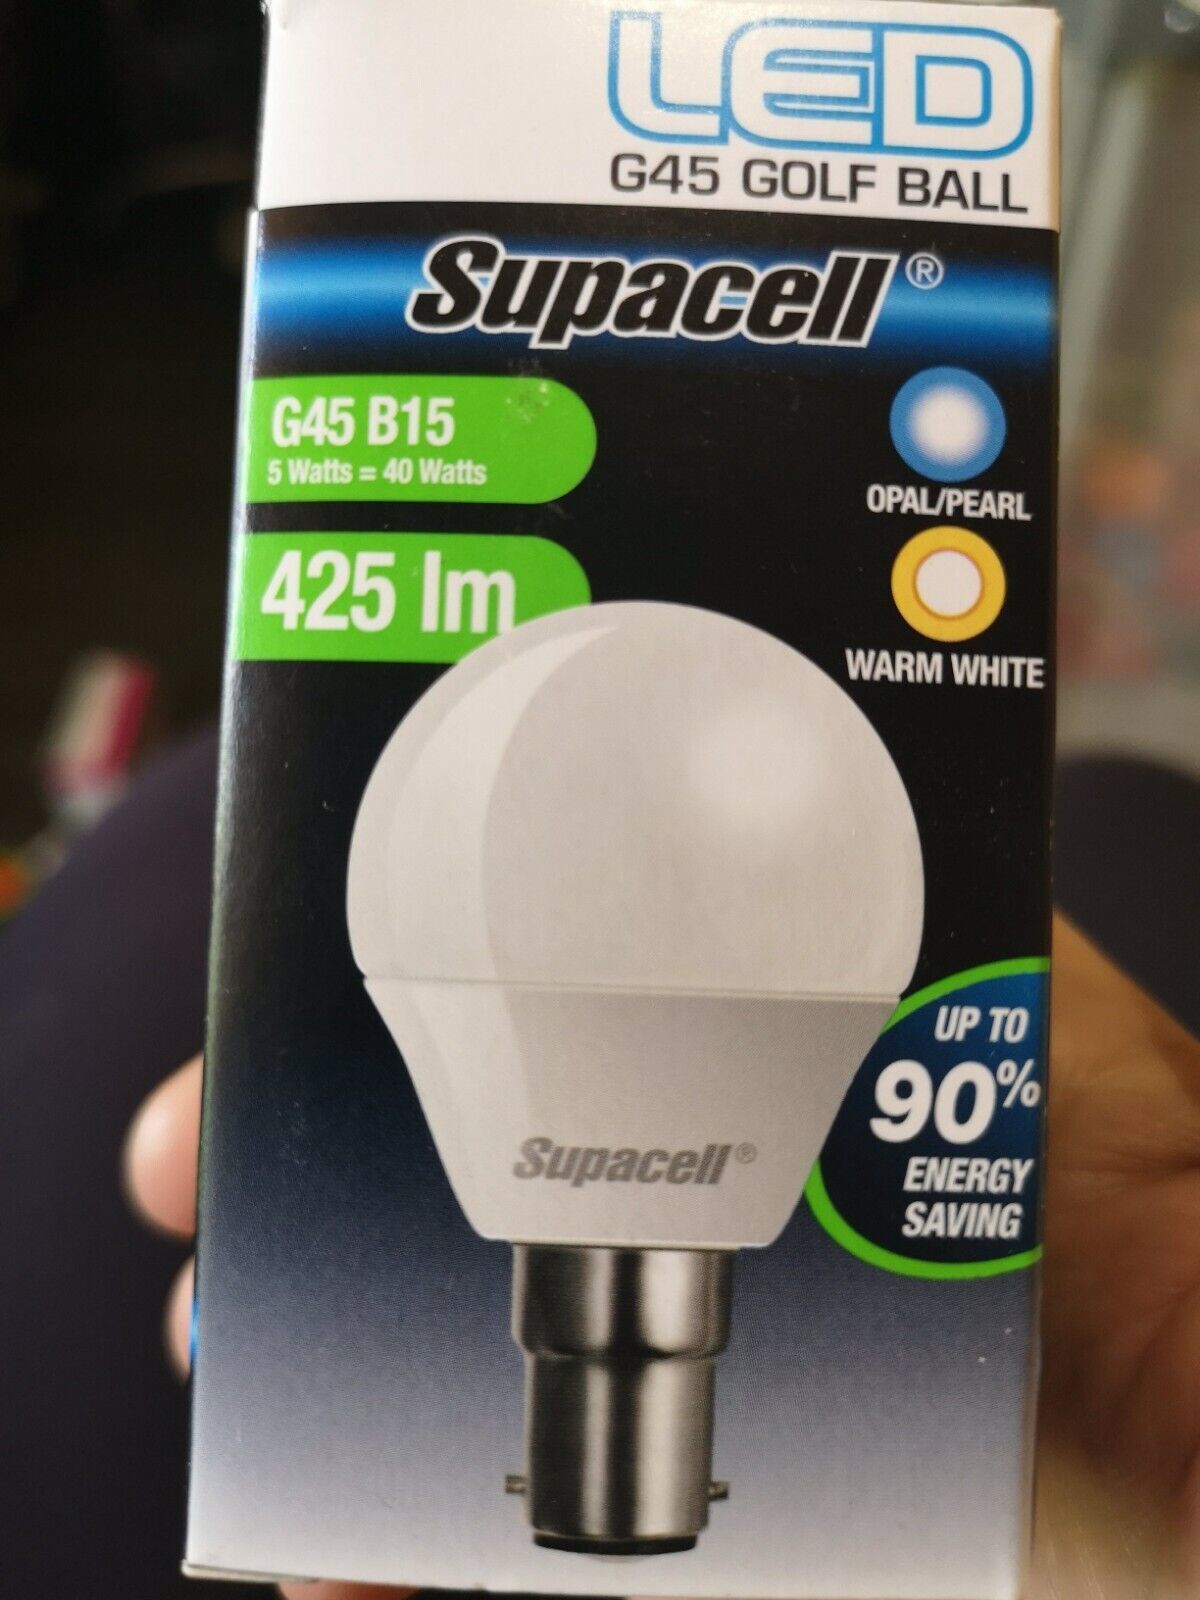 LED
G45 GOLF BALL
Supacell®
G45 B15
5 Watts = 40 Watts
OPAL/PEARL
425 lm
WARM WHITE
UP TO
90%
ENERGY
SAVING
Supacell®